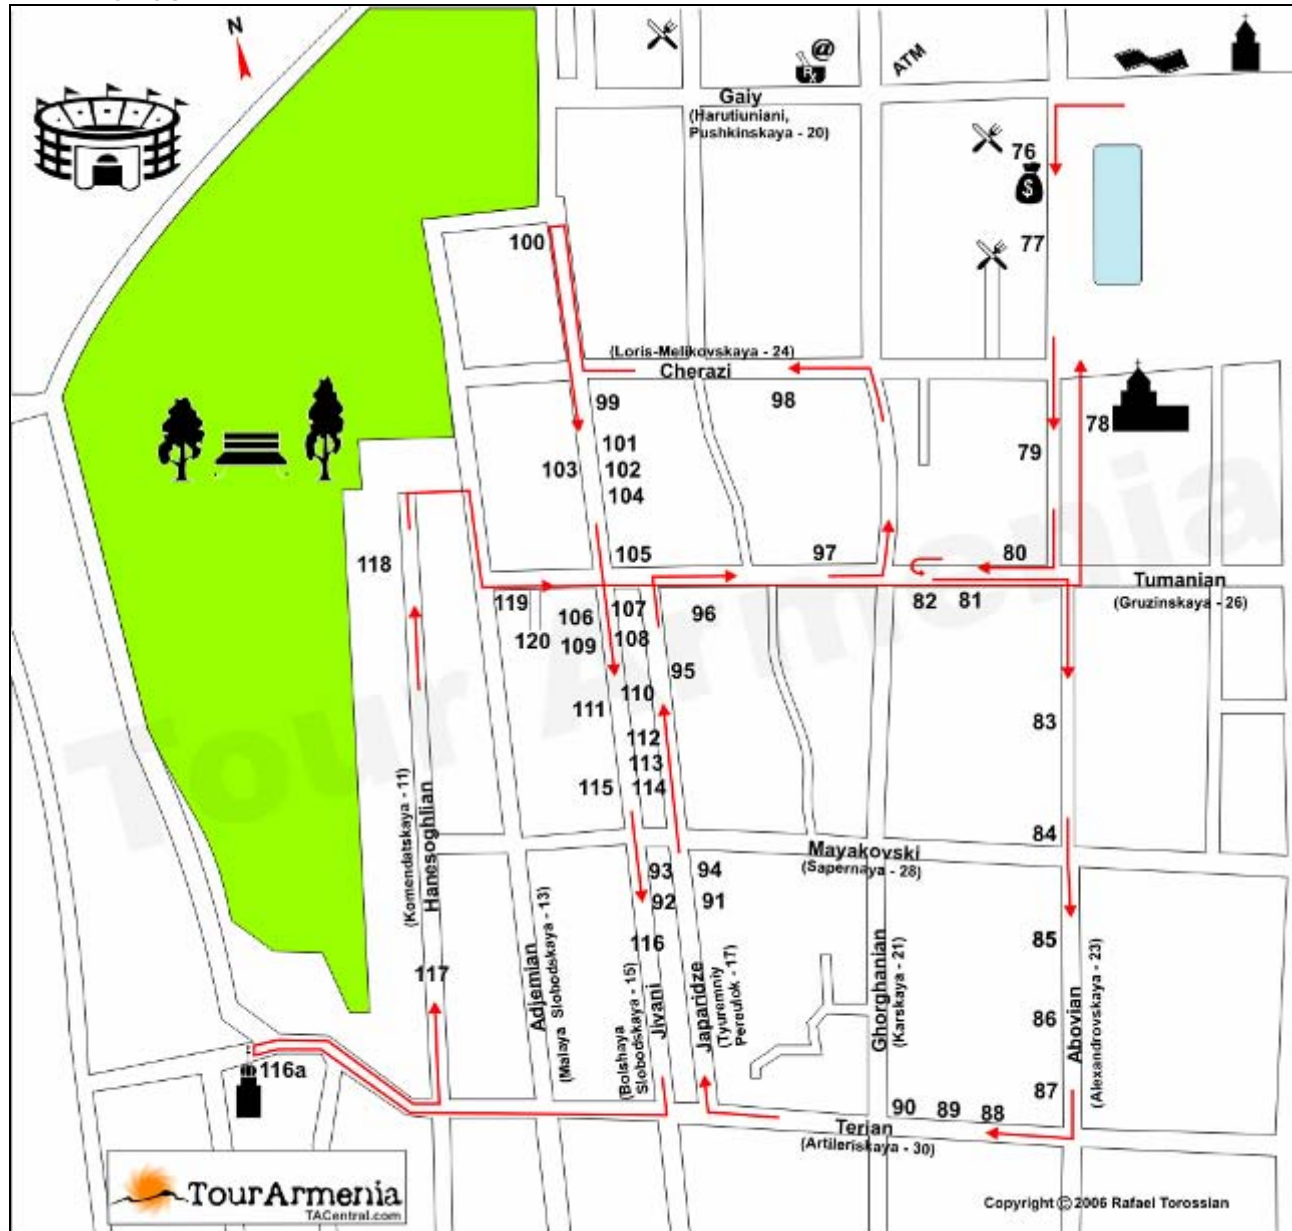 N
@
Rx
ATM
Gaiy
(Harutiuniani,
Pushkinskaya - 20)
76
$
77
100
(Loris-Melikovskaya - 24)
Cherazi
99
98
78
101
79
103
102
104
118
105
97
80
Tumanian
(Gruzinskaya - 26)
119
106
107
96
82
81
120
109
108
95
110
111
83
112
113
115
114
84
Mayakovski
(Sapernaya - 28)
93
94
92
91
116
85
(Komendatskaya - 11)
Hanesoghlian
117
Adjemian
(Malaya Slobodskaya - 13)
(Bolshaya
Slobodskaya - 15)
Jivani
Japaridze
(Tyuremniy
Pereulok - 17)
Ghorghanian
(Karskaya - 21)
86
Abovian
(Alexandrovskaya - 23)
116a
87
90
89
88
Terian
(Artileriskaya - 30)
Tour Armenia
TourArmenia
TACentral.com
Copyright © 2006 Rafael Torossian